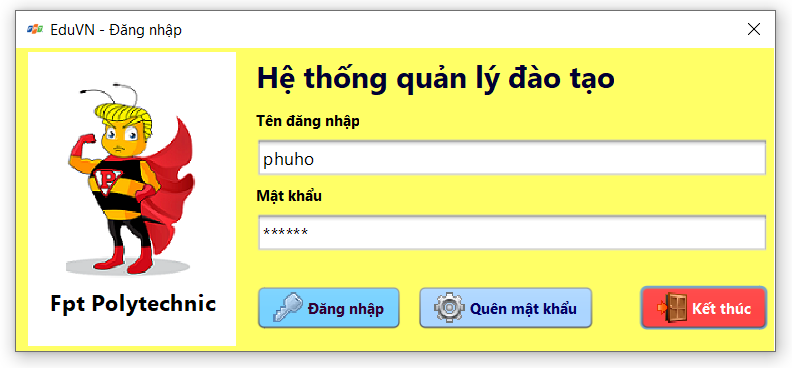 EduVN - Đăng nhập
Hệ thống quản lý đào tạo
Tên đăng nhập
phuho
Mật khẩu
******
P
Fpt Polytechnic
Đăng nhập
Quên mật khẩu
Kết thúc